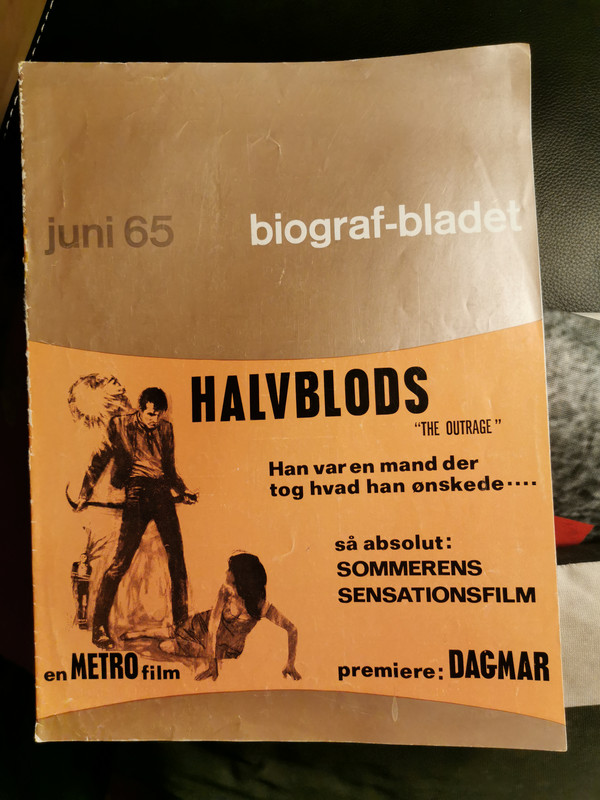 juni 65 biograf-bladet
HALVBLODS
"THE OUTRAGE"
Han var en mand der
tog hvad han ønskede....
så absolut:
SOMMERENS
SENSATIONSFILM
en METRO film premiere: DAGMAR